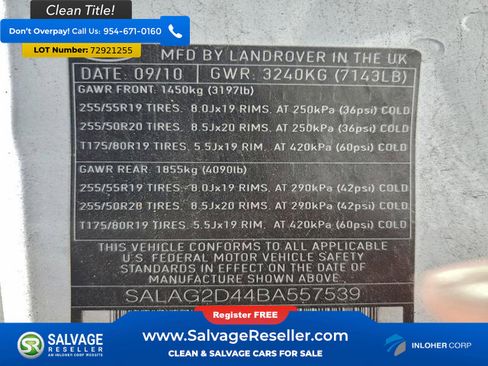 Clean Title!
Don't Overpay! Call Us: 954-671-0160
LOT Number: 72921255
MFD BY LANDROVER IN THE UK
DATE: 09/10 GWR: 3240KG (7143LB)
GAWR FRONT: 1450kg (3197lb)
255/55R19 TIRES. 8.0Jx19 RIMS. AT 250kPa (36psi) COLD
255/50R20 TIRES. 8.5Jx20 RIMS. AT 250kPa (36psi) COLD
T175/80R19 TIRES. 5.5Jx19 RIM. AT 420kPa (60psi) COLD
GAWR REAR: 1855kg (4090lb)
255/55R19 TIRES. 8.0Jx19 RIMS. AT 290kPa (42psi) COLD
255/50R20 TIRES. 8.5Jx20 RIMS. AT 290kPa (42psi) COLD
T175/80R19 TIRES. 5.5Jx19 RIM. AT 420kPa (60psi) COLD
THIS VEHICLE CONFORMS TO ALL APPLICABLE
U.S. FEDERAL MOTOR VEHICLE SAFETY
STANDARDS IN EFFECT ON THE DATE OF
MANUFACTURE SHOWN ABOVE.
SALAG2D44BA557539
Register FREE!
SALVAGE
RESELLER
AN INLOHER CORP WEBSITE
www.SalvageReseller.com
CLEAN & SALVAGE CARS FOR SALE
INLOHER CORP